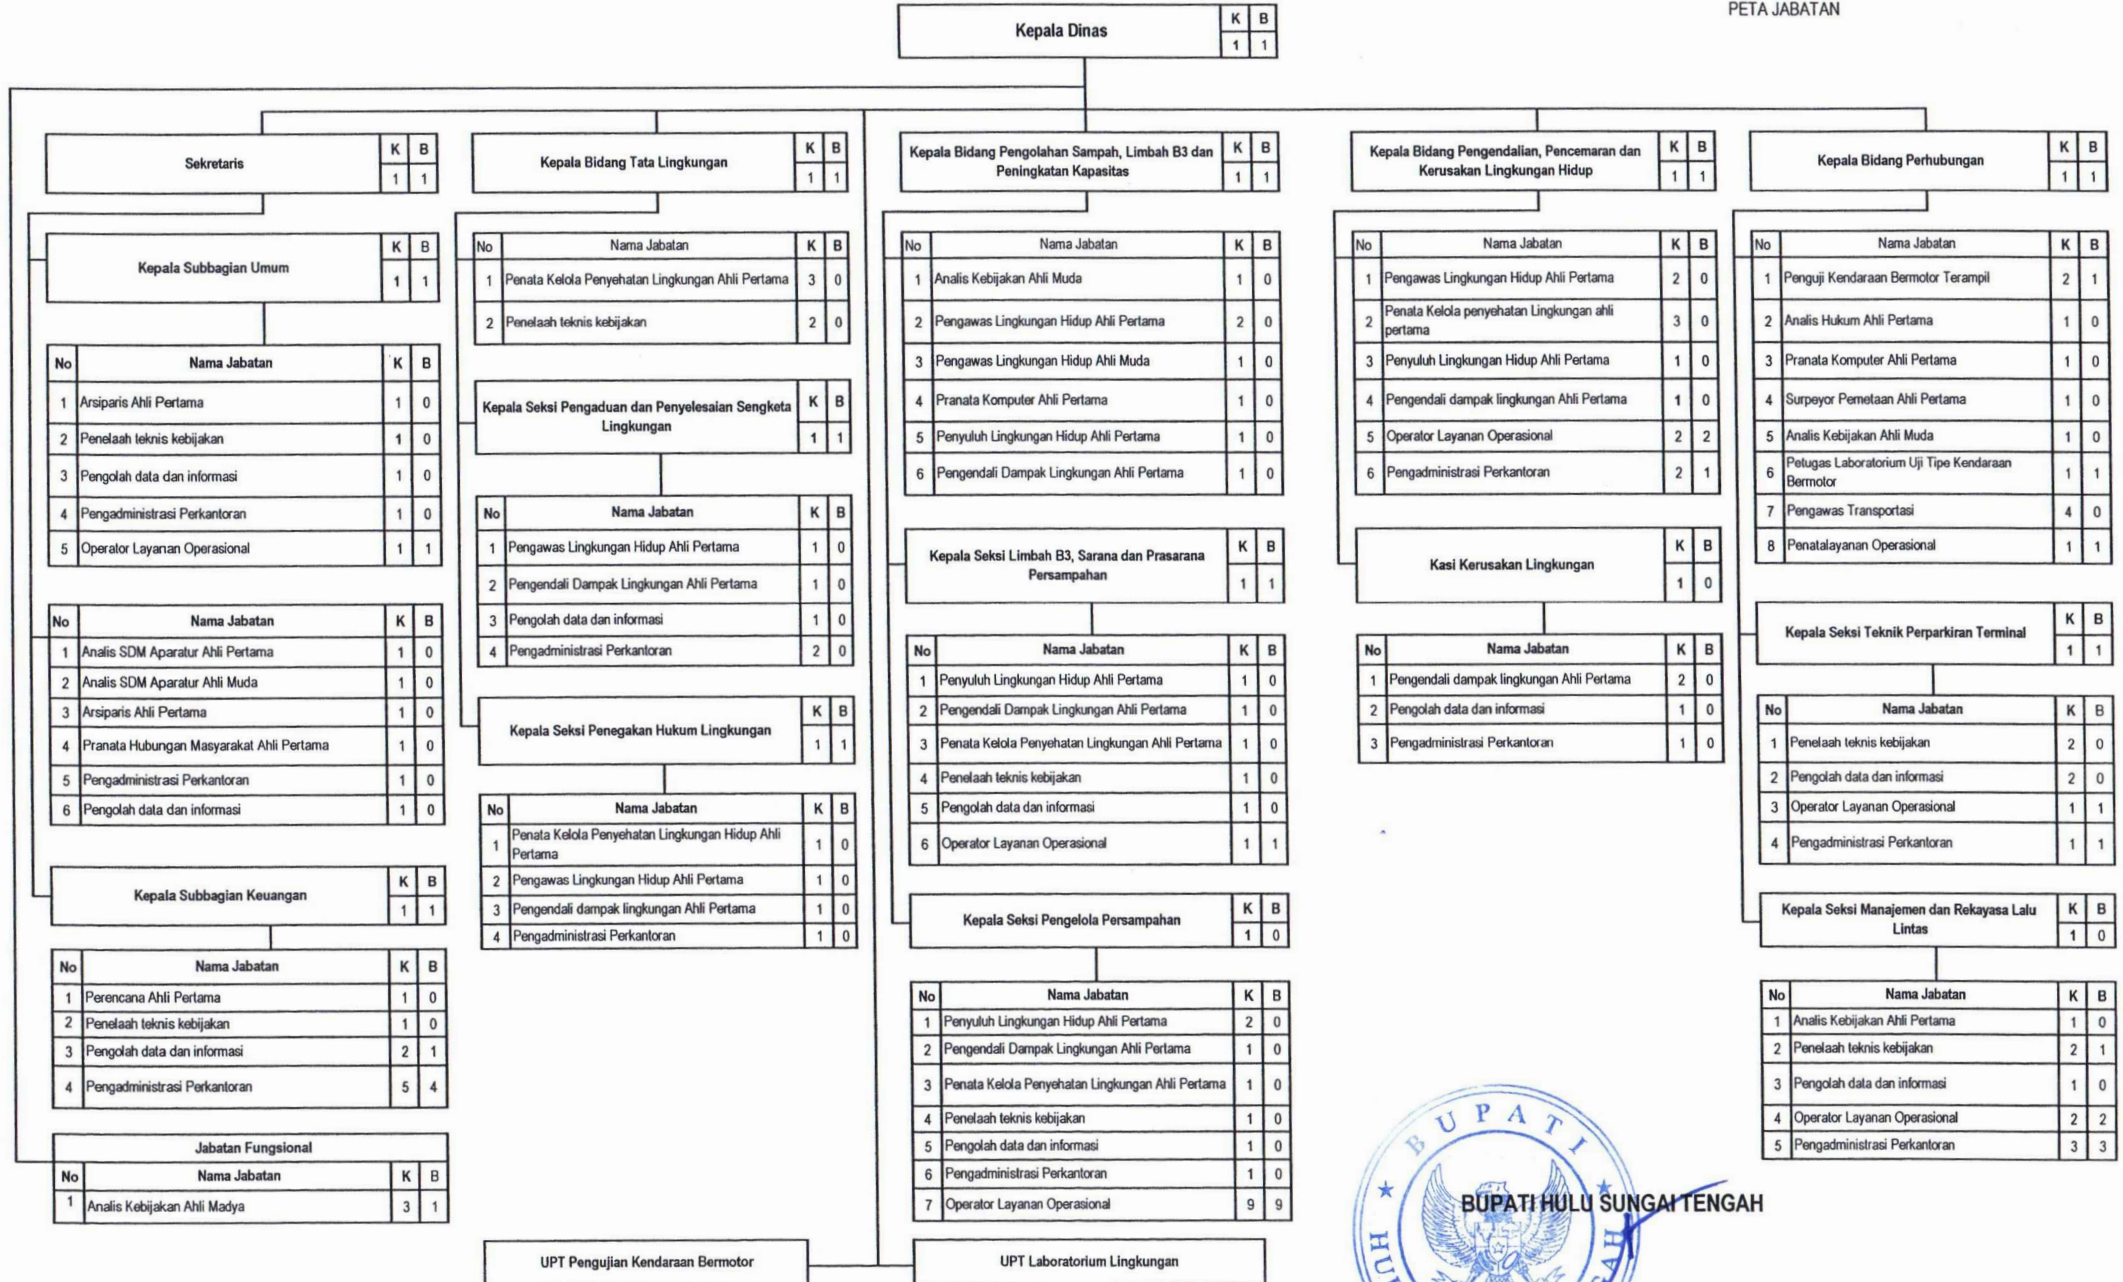 PETA JABATAN
Kepala Dinas K B
1 1
Sekretaris K B
1 1
Kepala Subbagian Umum K B
1 1
No Nama Jabatan K B
1 Arsiparis Ahli Pertama 1 0
2 Penelaah teknis kebijakan 1 0
3 Pengolah data dan informasi 1 0
4 Pengadministrasi Perkantoran 1 0
5 Operator Layanan Operasional 1 1
No Nama Jabatan K B
1 Analis SDM Aparatur Ahli Pertama 1 0
2 Analis SDM Aparatur Ahli Muda 1 0
3 Arsiparis Ahli Pertama 1 0
4 Pranata Hubungan Masyarakat Ahli Pertama 1 0
5 Pengadministrasi Perkantoran 1 0
6 Pengolah data dan informasi 1 0
Kepala Subbagian Keuangan K B
1 1
No Nama Jabatan K B
1 Perencana Ahli Pertama 1 0
2 Penelaah teknis kebijakan 1 0
3 Pengolah data dan informasi 2 1
4 Pengadministrasi Perkantoran 5 4
Jabatan Fungsional
No Nama Jabatan K B
1 Analis Kebijakan Ahli Madya 3 1
Kepala Bidang Tata Lingkungan K B
1 1
No Nama Jabatan K B
1 Penata Kelola Penyehatan Lingkungan Ahli Pertama 3 0
2 Penelaah teknis kebijakan 2 0
Kepala Seksi Pengaduan dan Penyelesaian Sengketa
Lingkungan K B
1 1
No Nama Jabatan K B
1 Pengawas Lingkungan Hidup Ahli Pertama 1 0
2 Pengendali Dampak Lingkungan Ahli Pertama 1 0
3 Pengolah data dan informasi 1 0
4 Pengadministrasi Perkantoran 2 0
Kepala Seksi Penegakan Hukum Lingkungan K B
1 1
No Nama Jabatan K B
1 Penata Kelola Penyehatan Lingkungan Hidup Ahli
Pertama 1 0
2 Pengawas Lingkungan Hidup Ahli Pertama 1 0
3 Pengendali dampak lingkungan Ahli Pertama 1 0
4 Pengadministrasi Perkantoran 1 0
UPT Pengujian Kendaraan Bermotor
Kepala Bidang Pengolahan Sampah, Limbah B3 dan
Peningkatan Kapasitas K B
1 1
No Nama Jabatan K B
1 Analis Kebijakan Ahli Muda 1 0
2 Pengawas Lingkungan Hidup Ahli Pertama 2 0
3 Pengawas Lingkungan Hidup Ahli Muda 1 0
4 Pranata Komputer Ahli Pertama 1 0
5 Penyuluh Lingkungan Hidup Ahli Pertama 1 0
6 Pengendali Dampak Lingkungan Ahli Pertama 1 0
Kepala Seksi Limbah B3, Sarana dan Prasarana
Persampahan K B
1 1
No Nama Jabatan K B
1 Penyuluh Lingkungan Hidup Ahli Pertama 1 0
2 Pengendali Dampak Lingkungan Ahli Pertama 1 0
3 Penata Kelola Penyehatan Lingkungan Ahli Pertama 1 0
4 Penelaah teknis kebijakan 1 0
5 Pengolah data dan informasi 1 0
6 Operator Layanan Operasional 1 1
Kepala Seksi Pengelola Persampahan K B
1 0
No Nama Jabatan K B
1 Penyuluh Lingkungan Hidup Ahli Pertama 2 0
2 Pengendali Dampak Lingkungan Ahli Pertama 1 0
3 Penata Kelola Penyehatan Lingkungan Ahli Pertama 1 0
4 Penelaah teknis kebijakan 1 0
5 Pengolah data dan informasi 1 0
6 Pengadministrasi Perkantoran 1 0
7 Operator Layanan Operasional 9 9
UPT Laboratorium Lingkungan
Kepala Bidang Pengendalian, Pencemaran dan
Kerusakan Lingkungan Hidup K B
1 1
No Nama Jabatan K B
1 Pengawas Lingkungan Hidup Ahli Pertama 2 0
2 Penata Kelola penyehatan Lingkungan ahli
pertama 3 0
3 Penyuluh Lingkungan Hidup Ahli Pertama 1 0
4 Pengendali dampak lingkungan Ahli Pertama 1 0
5 Operator Layanan Operasional 2 2
6 Pengadministrasi Perkantoran 2 1
Kasi Kerusakan Lingkungan K B
1 0
No Nama Jabatan K B
1 Pengendali dampak lingkungan Ahli Pertama 2 0
2 Pengolah data dan informasi 1 0
3 Pengadministrasi Perkantoran 1 0
Kepala Bidang Perhubungan K B
1 1
No Nama Jabatan K B
1 Penguji Kendaraan Bermotor Terampil 2 1
2 Analis Hukum Ahli Pertama 1 0
3 Pranata Komputer Ahli Pertama 1 0
4 Surpeyor Pemetaan Ahli Pertama 1 0
5 Analis Kebijakan Ahli Muda 1 0
6 Petugas Laboratorium Uji Tipe Kendaraan
Bermotor 1 1
7 Pengawas Transportasi 4 0
8 Penatalayanan Operasional 1 1
Kepala Seksi Teknik Perparkiran Terminal K B
1 1
No Nama Jabatan K B
1 Penelaah teknis kebijakan 2 0
2 Pengolah data dan informasi 2 0
3 Operator Layanan Operasional 1 1
4 Pengadministrasi Perkantoran 1 1
Kepala Seksi Manajemen dan Rekayasa Lalu
Lintas K B
1 0
No Nama Jabatan K B
1 Analis Kebijakan Ahli Pertama 1 0
2 Penelaah teknis kebijakan 2 1
3 Pengolah data dan informasi 1 0
4 Operator Layanan Operasional 2 2
5 Pengadministrasi Perkantoran 3 3
BUPATI
BUPATI HULU SUNGAI TENGAH